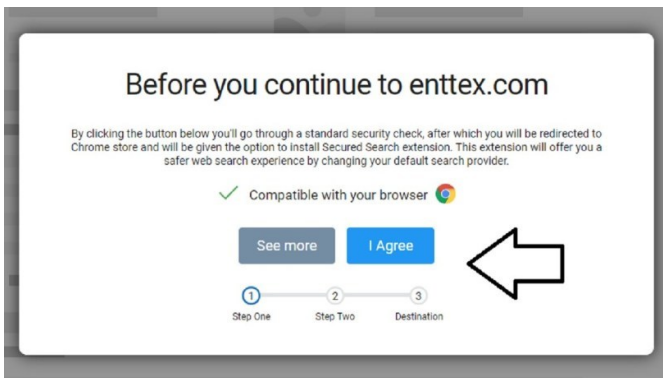 Before you continue to enttex.com
By clicking the button below you'll go through a standard security check, after which you will be redirected to
Chrome store and will be given the option to install Secured Search extension. This extension will offer you a
safer web search experience by changing your default search provider.
Compatible with your browser
See more
I Agree
1
2
3
Step One
Step Two
Destination